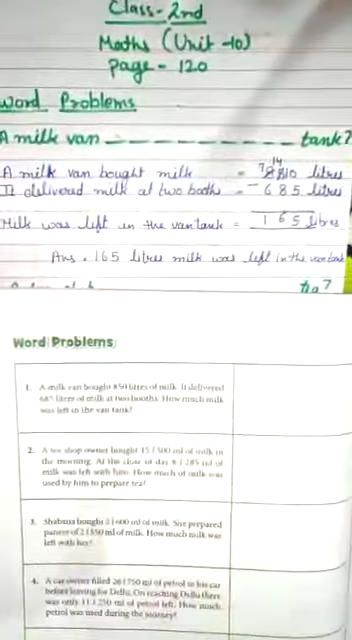 Class - 2nd
Maths (Unit - 10)
Page - 120
Word Problems
A milk van _ _ _ _ _ _ _ _ tank?
A milk van bought milk = litres
It delivered milk at two booths = - 685 litres
Milk was left in the van tank = 165 litres
Ans. 165 litres milk was left in the van tank
Word Problems
1. A milk van bought 850 litres of milk. It delivered
685 litres of milk at two booths. How much milk
was left in the van tank?
2. A tea shop owner bought 15 l 500 ml of milk in
the morning. At the close of day 8 l 285 ml of
milk was left with him. How much of milk was
used by him to prepare tea?
3. Shabana bought 3 l 600 ml of milk. She prepared
paneer of 2 l 350 ml of milk. How much milk was
left with her?
4. A car owner filled 26 l 750 ml of petrol in his car
before leaving for Delhi. On reaching Delhi there
was only 11 l 250 ml of petrol left. How much
petrol was used during the journey?